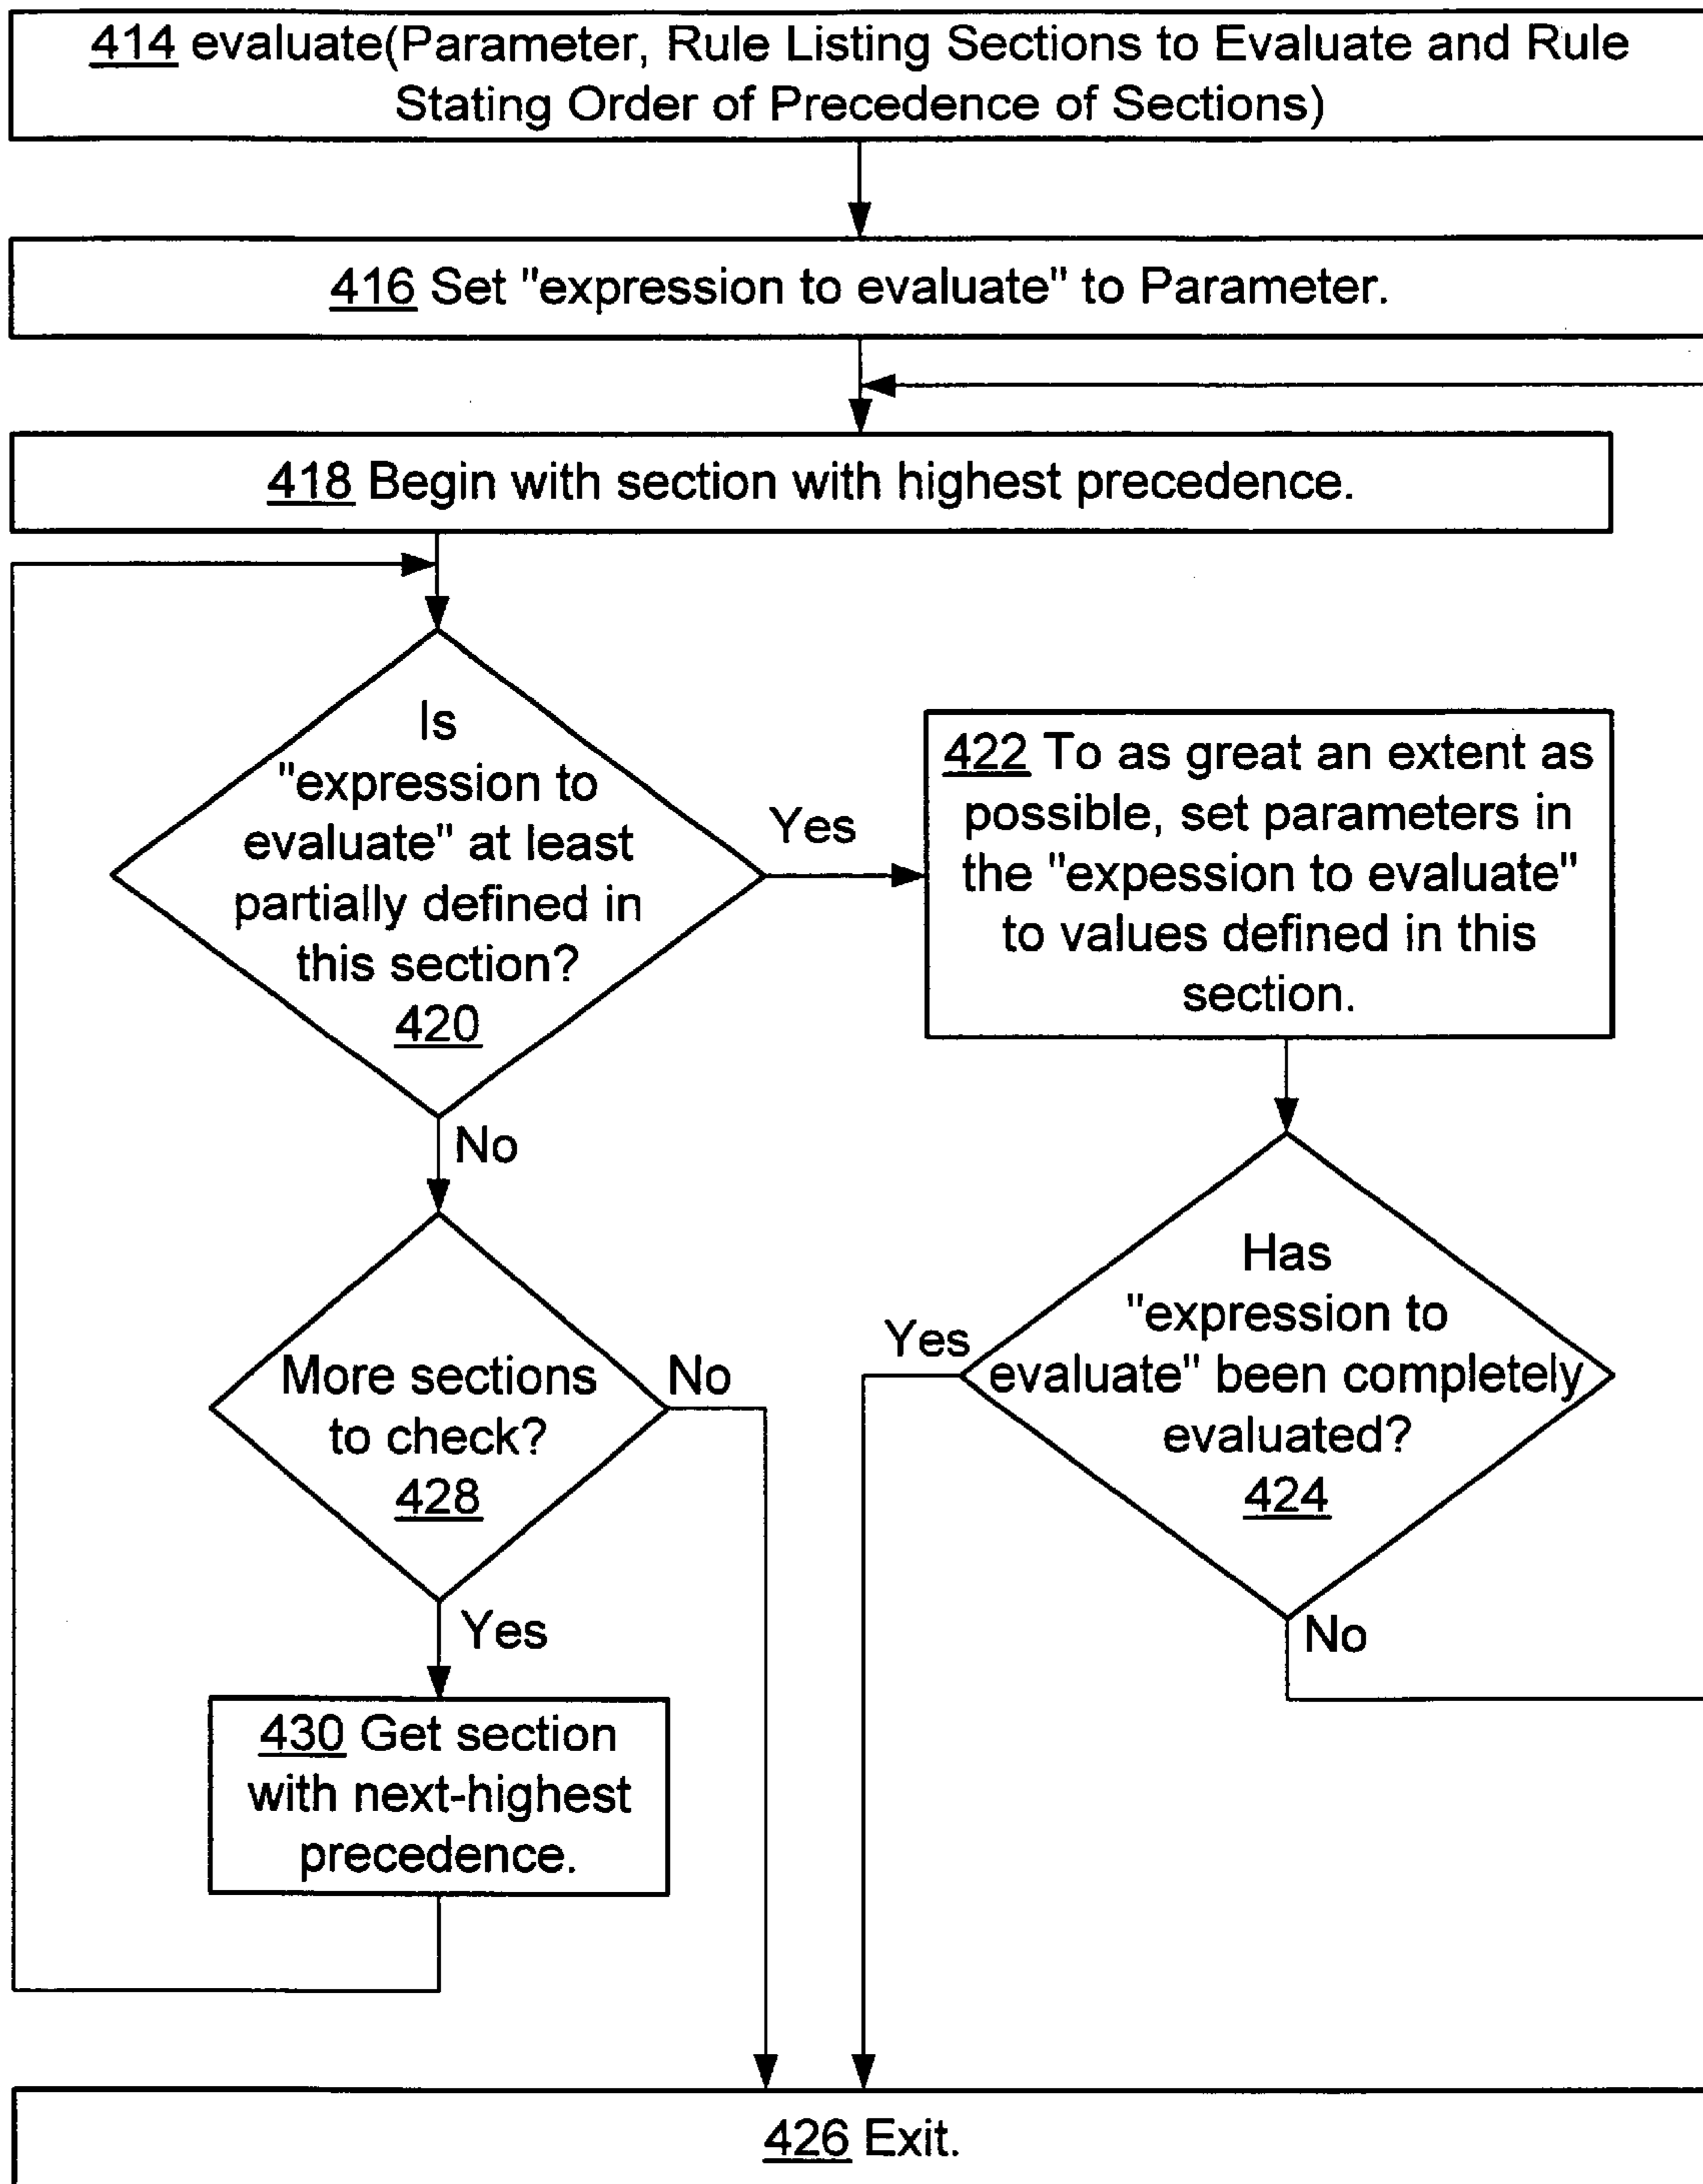 414 evaluate(Parameter, Rule Listing Sections to Evaluate and Rule
Stating Order of Precedence of Sections)
416 Set "expression to evaluate" to Parameter.
418 Begin with section with highest precedence.
Is
"expression to
evaluate" at least
partially defined in
this section?
420
Yes
422 To as great an extent as
possible, set parameters in
the "expession to evaluate"
to values defined in this
section.
No
Has
"expression to
evaluate" been completely
evaluated?
424
Yes
No
More sections
to check?
428
No
Yes
430 Get section
with next-highest
precedence.
426 Exit.